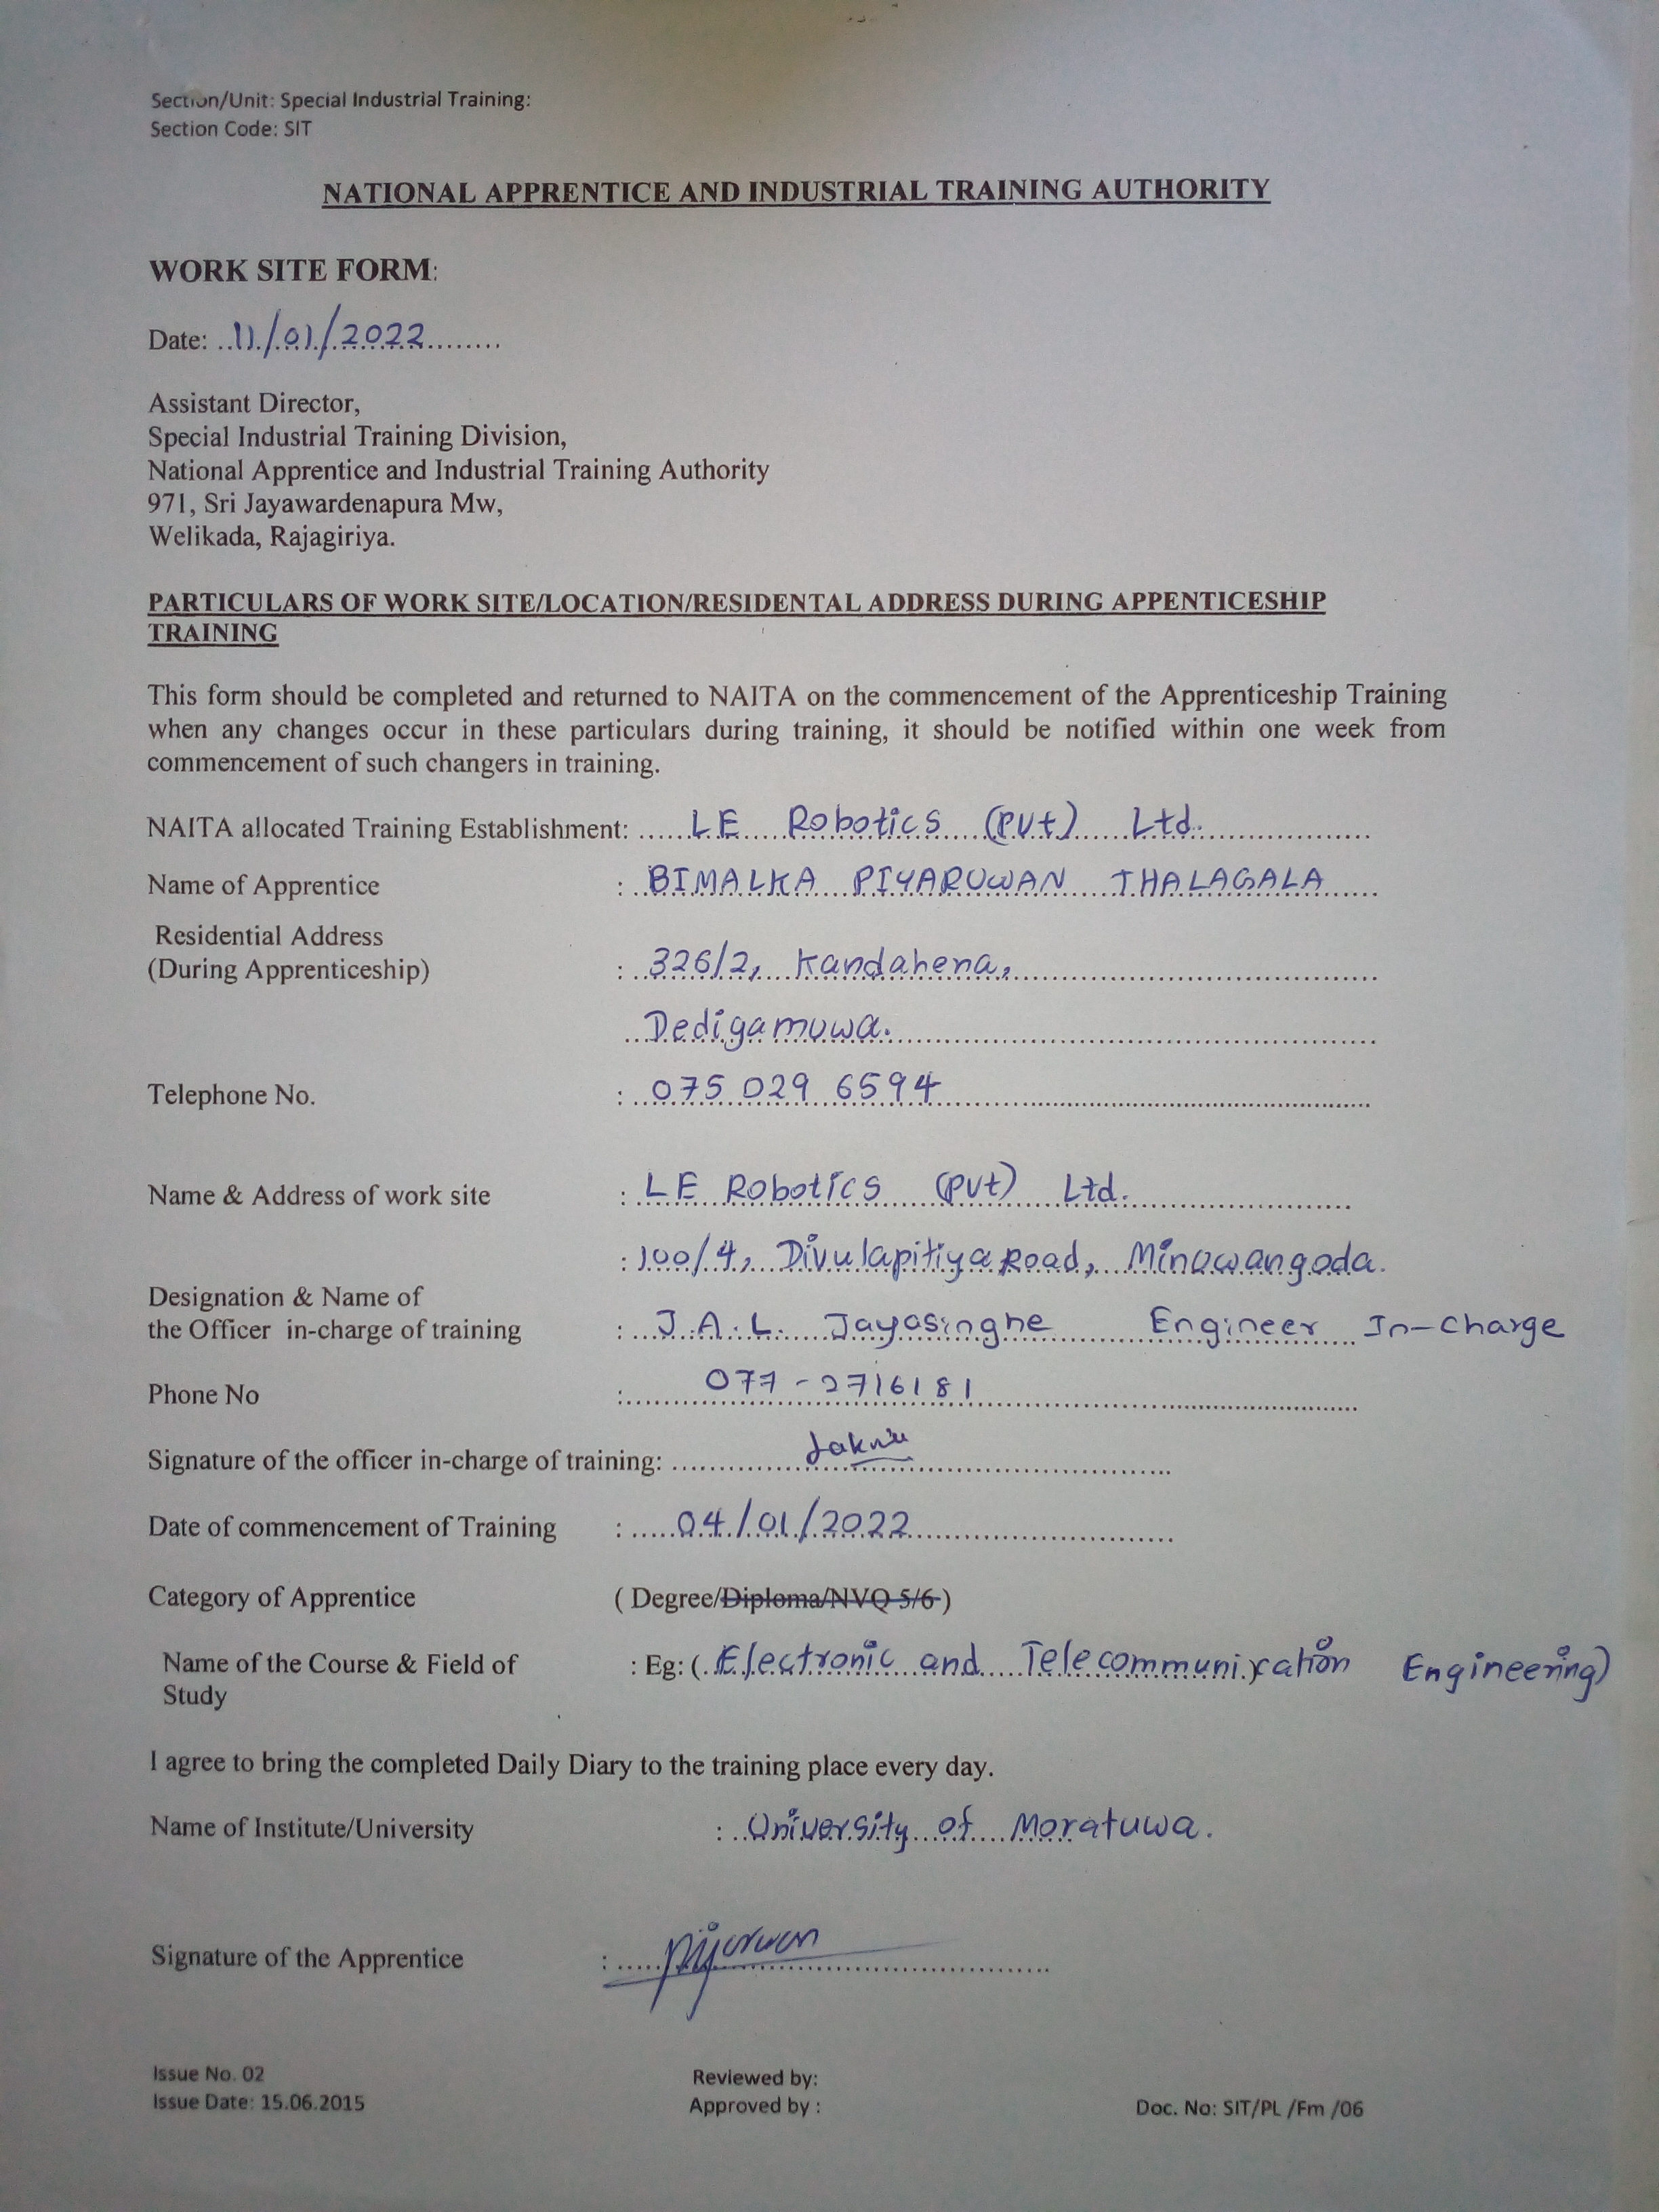 Section/Unit: Special Industrial Training:
Section Code: SIT
NATIONAL APPRENTICE AND INDUSTRIAL TRAINING AUTHORITY
WORK SITE FORM:
Date: 11/01/2022
Assistant Director,
Special Industrial Training Division,
National Apprentice and Industrial Training Authority
971, Sri Jayawardenapura Mw,
Welikada, Rajagiriya.
PARTICULARS OF WORK SITE/LOCATION/RESIDENTAL ADDRESS DURING APPENTICESHIP
TRAINING
This form should be completed and returned to NAITA on the commencement of the Apprenticeship Training
when any changes occur in these particulars during training, it should be notified within one week from
commencement of such changers in training.
NAITA allocated Training Establishment: LE Robotics (Pvt) Ltd.
Name of Apprentice : BIMALKA PIYARUWAN THALAGALA
Residential Address
(During Apprenticeship) : 326/2, Kandahena,
Dedigamuwa.
Telephone No. : 075 029 6594
Name & Address of work site : LE Robotics (Pvt) Ltd.
: 100/4, Divulapitiya Road, Minuwangoda.
Designation & Name of
the Officer in-charge of training : J.A.L. Jayasinghe Engineer In-Charge
Phone No : 077-2716181
Signature of the officer in-charge of training:
Date of commencement of Training : 04/01/2022
Category of Apprentice ( Degree/Diploma/NVQ 5/6 )
Name of the Course & Field of : Eg: ( Electronic and Telecommunication Engineering)
Study
I agree to bring the completed Daily Diary to the training place every day.
Name of Institute/University : University of Moratuwa.
Signature of the Apprentice :
Issue No. 02 Reviewed by:
Issue Date: 15.06.2015 Approved by : Doc. No: SIT/PL /Fm /06